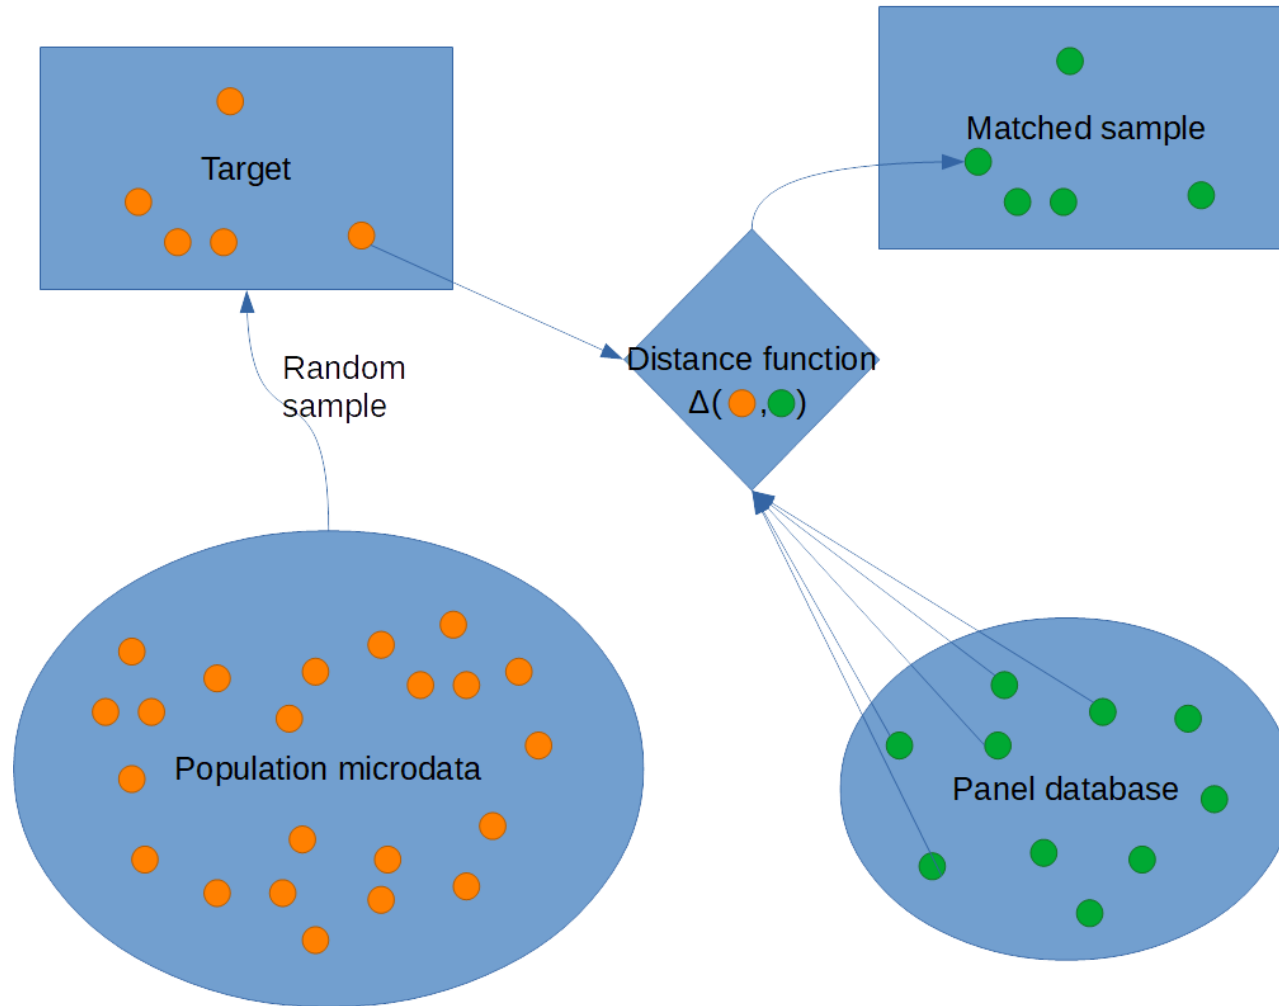 Target
Matched sample
Random
sample
Distance function
Δ( , )
Population microdata
Panel database